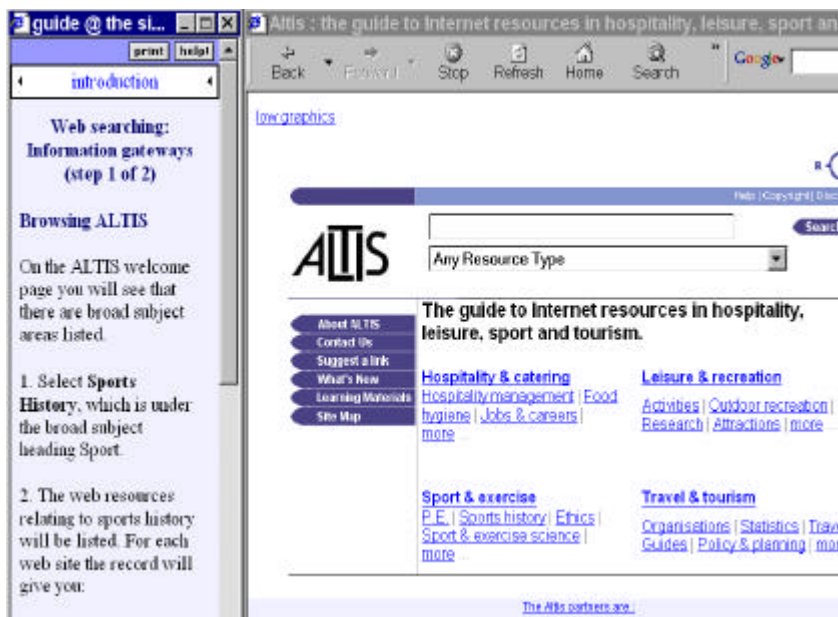 guide @ the si...
print help!
introduction
Web searching:
Information gateways
(step 1 of 2)
Browsing ALTIS
On the ALTIS welcome
page you will see that
there are broad subject
areas listed.
1. Select Sports
History, which is under
the broad subject
heading Sport.
2. The web resources
relating to sports history
will be listed. For each
web site the record will
give you:
Altis : the guide to Internet resources in hospitality, leisure, sport an
Back Forward Stop Refresh Home Search » Google
low graphics
R
Help | Copyright | Disc
ALTIS
Search
Any Resource Type
About ALTIS
Contact Us
Suggest a link
What's New
Learning Materials
Site Map
The guide to Internet resources in hospitality,
leisure, sport and tourism.
Hospitality & catering
Hospitality management | Food
hygiene | Jobs & careers |
more ...
Leisure & recreation
Activities | Outdoor recreation |
Research | Attractions | more ...
Sport & exercise
P.E. | Sports history | Ethics |
Sport & exercise science |
more ...
Travel & tourism
Organisations | Statistics | Trave
Guides | Policy & planning | mor
The Altis partners are :